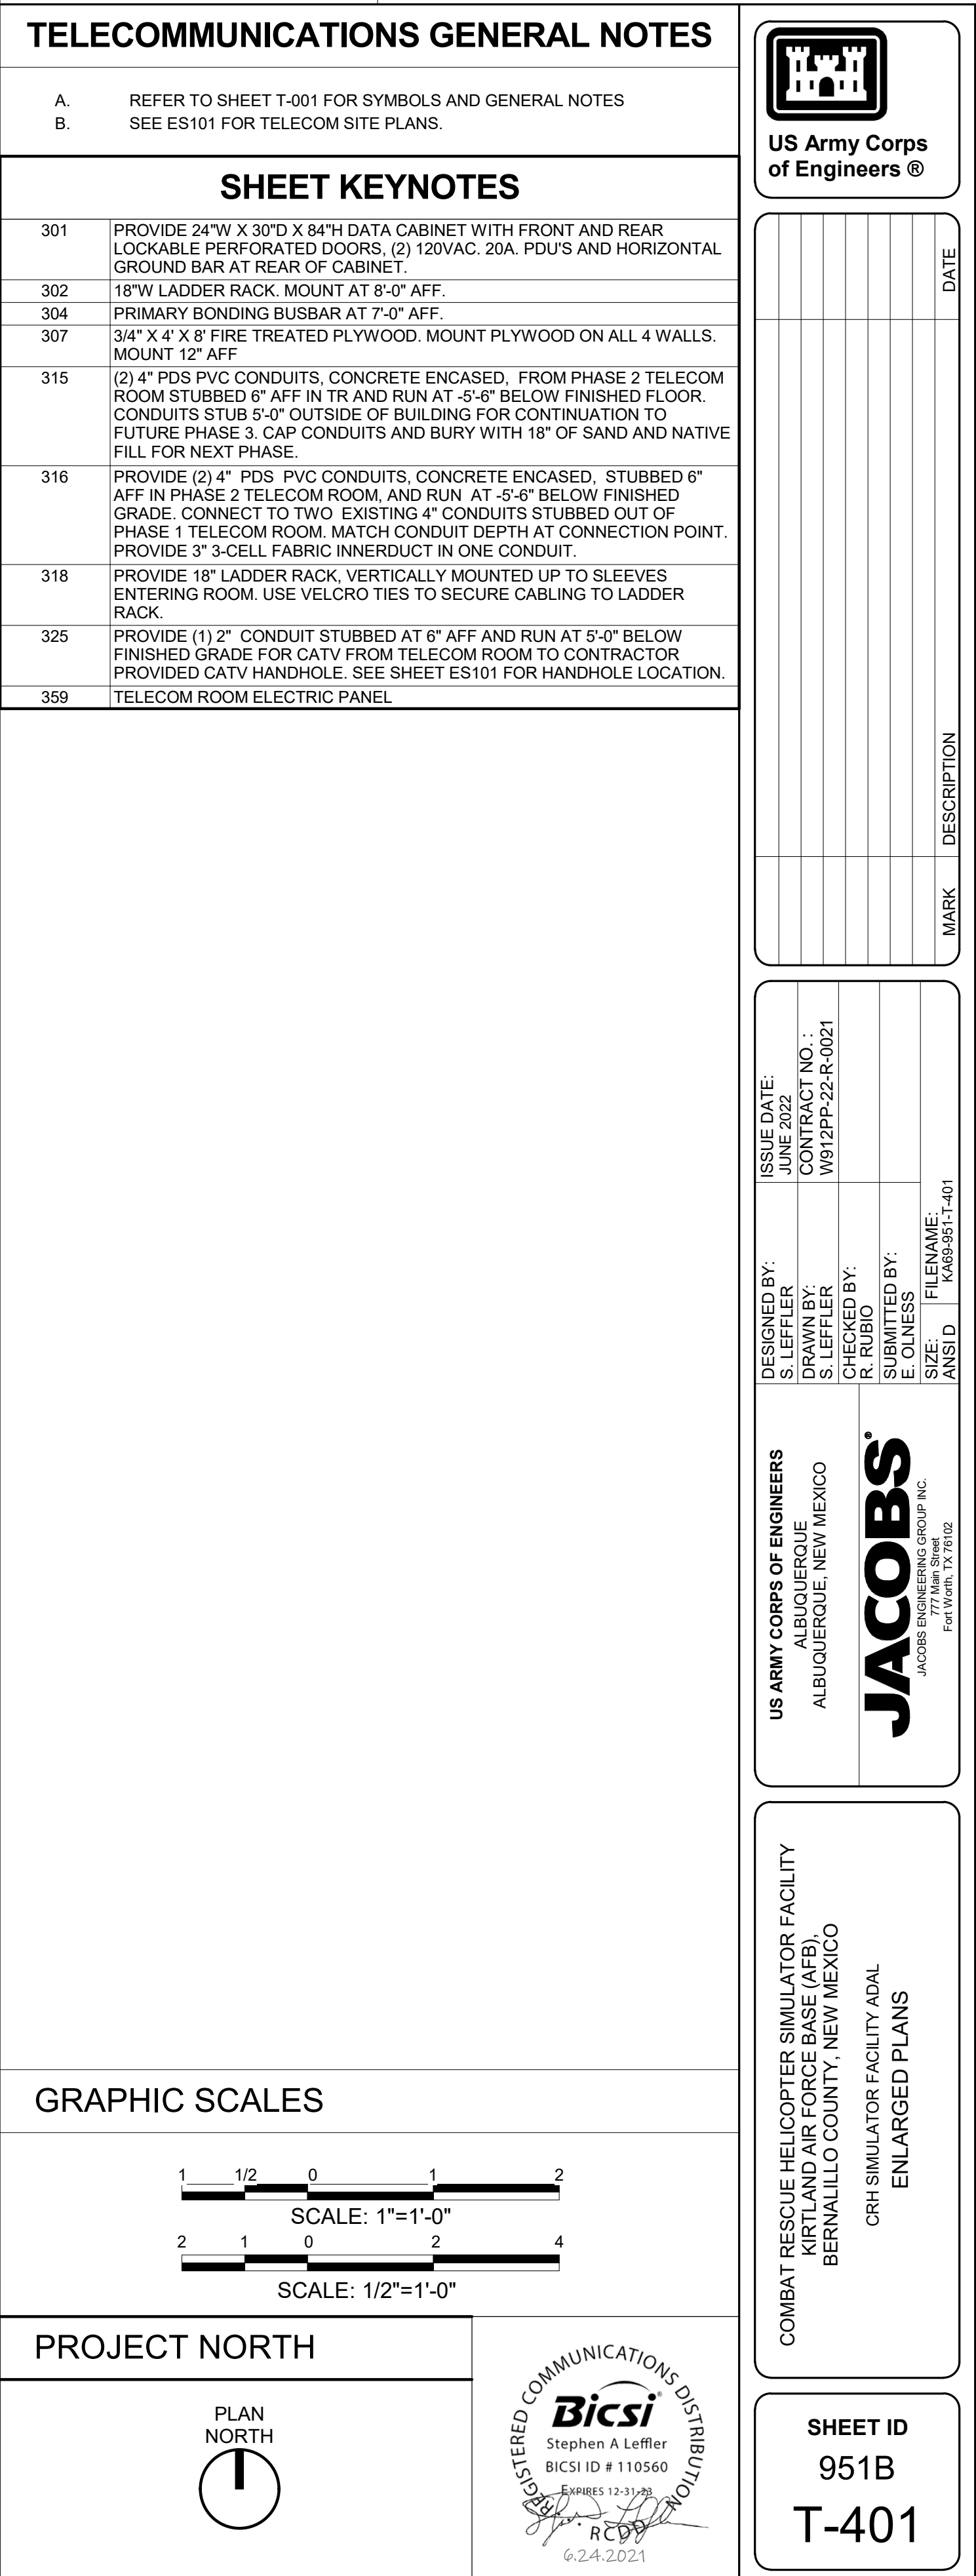 TELECOMMUNICATIONS GENERAL NOTES
A. REFER TO SHEET T-001 FOR SYMBOLS AND GENERAL NOTES
B. SEE ES101 FOR TELECOM SITE PLANS.
SHEET KEYNOTES
301 PROVIDE 24"W X 30"D X 84"H DATA CABINET WITH FRONT AND REAR
LOCKABLE PERFORATED DOORS, (2) 120VAC. 20A. PDU'S AND HORIZONTAL
GROUND BAR AT REAR OF CABINET.
302 18"W LADDER RACK. MOUNT AT 8'-0" AFF.
304 PRIMARY BONDING BUSBAR AT 7'-0" AFF.
307 3/4" X 4' X 8' FIRE TREATED PLYWOOD. MOUNT PLYWOOD ON ALL 4 WALLS.
MOUNT 12" AFF
315 (2) 4" PDS PVC CONDUITS, CONCRETE ENCASED, FROM PHASE 2 TELECOM
ROOM STUBBED 6" AFF IN TR AND RUN AT -5'-6" BELOW FINISHED FLOOR.
CONDUITS STUB 5'-0" OUTSIDE OF BUILDING FOR CONTINUATION TO
FUTURE PHASE 3. CAP CONDUITS AND BURY WITH 18" OF SAND AND NATIVE
FILL FOR NEXT PHASE.
316 PROVIDE (2) 4" PDS PVC CONDUITS, CONCRETE ENCASED, STUBBED 6"
AFF IN PHASE 2 TELECOM ROOM, AND RUN AT -5'-6" BELOW FINISHED
GRADE. CONNECT TO TWO EXISTING 4" CONDUITS STUBBED OUT OF
PHASE 1 TELECOM ROOM. MATCH CONDUIT DEPTH AT CONNECTION POINT.
PROVIDE 3" 3-CELL FABRIC INNERDUCT IN ONE CONDUIT.
318 PROVIDE 18" LADDER RACK, VERTICALLY MOUNTED UP TO SLEEVES
ENTERING ROOM. USE VELCRO TIES TO SECURE CABLING TO LADDER
RACK.
325 PROVIDE (1) 2" CONDUIT STUBBED AT 6" AFF AND RUN AT 5'-0" BELOW
FINISHED GRADE FOR CATV FROM TELECOM ROOM TO CONTRACTOR
PROVIDED CATV HANDHOLE. SEE SHEET ES101 FOR HANDHOLE LOCATION.
359 TELECOM ROOM ELECTRIC PANEL
GRAPHIC SCALES
1 1/2 0 1 2
SCALE: 1"=1'-0"
2 1 0 2 4
SCALE: 1/2"=1'-0"
PROJECT NORTH
PLAN
NORTH
REGISTERED COMMUNICATIONS DISTRIBUTION
Bicsi®
Stephen A Leffler
BICSI ID # 110560
EXPIRES 12-31-23
RCDD
6.24.2021
US Army Corps
of Engineers ®
MARK DESCRIPTION DATE
DESIGNED BY:
S. LEFFLER
ISSUE DATE:
JUNE 2022
DRAWN BY:
S. LEFFLER
CONTRACT NO. :
W912PP-22-R-0021
CHECKED BY:
R. RUBIO
SUBMITTED BY:
E. OLNESS
SIZE:
ANSI D
FILENAME:
KA69-951-T-401
US ARMY CORPS OF ENGINEERS
ALBUQUERQUE
ALBUQUERQUE, NEW MEXICO
JACOBS®
JACOBS ENGINEERING GROUP INC.
777 Main Street
Fort Worth, TX 76102
COMBAT RESCUE HELICOPTER SIMULATOR FACILITY
KIRTLAND AIR FORCE BASE (AFB),
BERNALILLO COUNTY, NEW MEXICO
CRH SIMULATOR FACILITY ADAL
ENLARGED PLANS
SHEET ID
951B
T-401